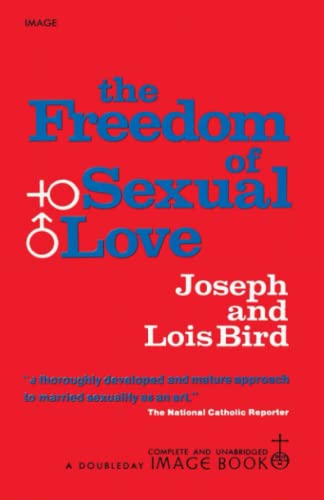 IMAGE
the
Freedom
of
Sexual
Love
Joseph
and
Lois Bird
"a thoroughly developed and mature approach
to married sexuality as an art."
The National Catholic Reporter
COMPLETE AND UNABRIDGED
A DOUBLEDAY IMAGE BOOK